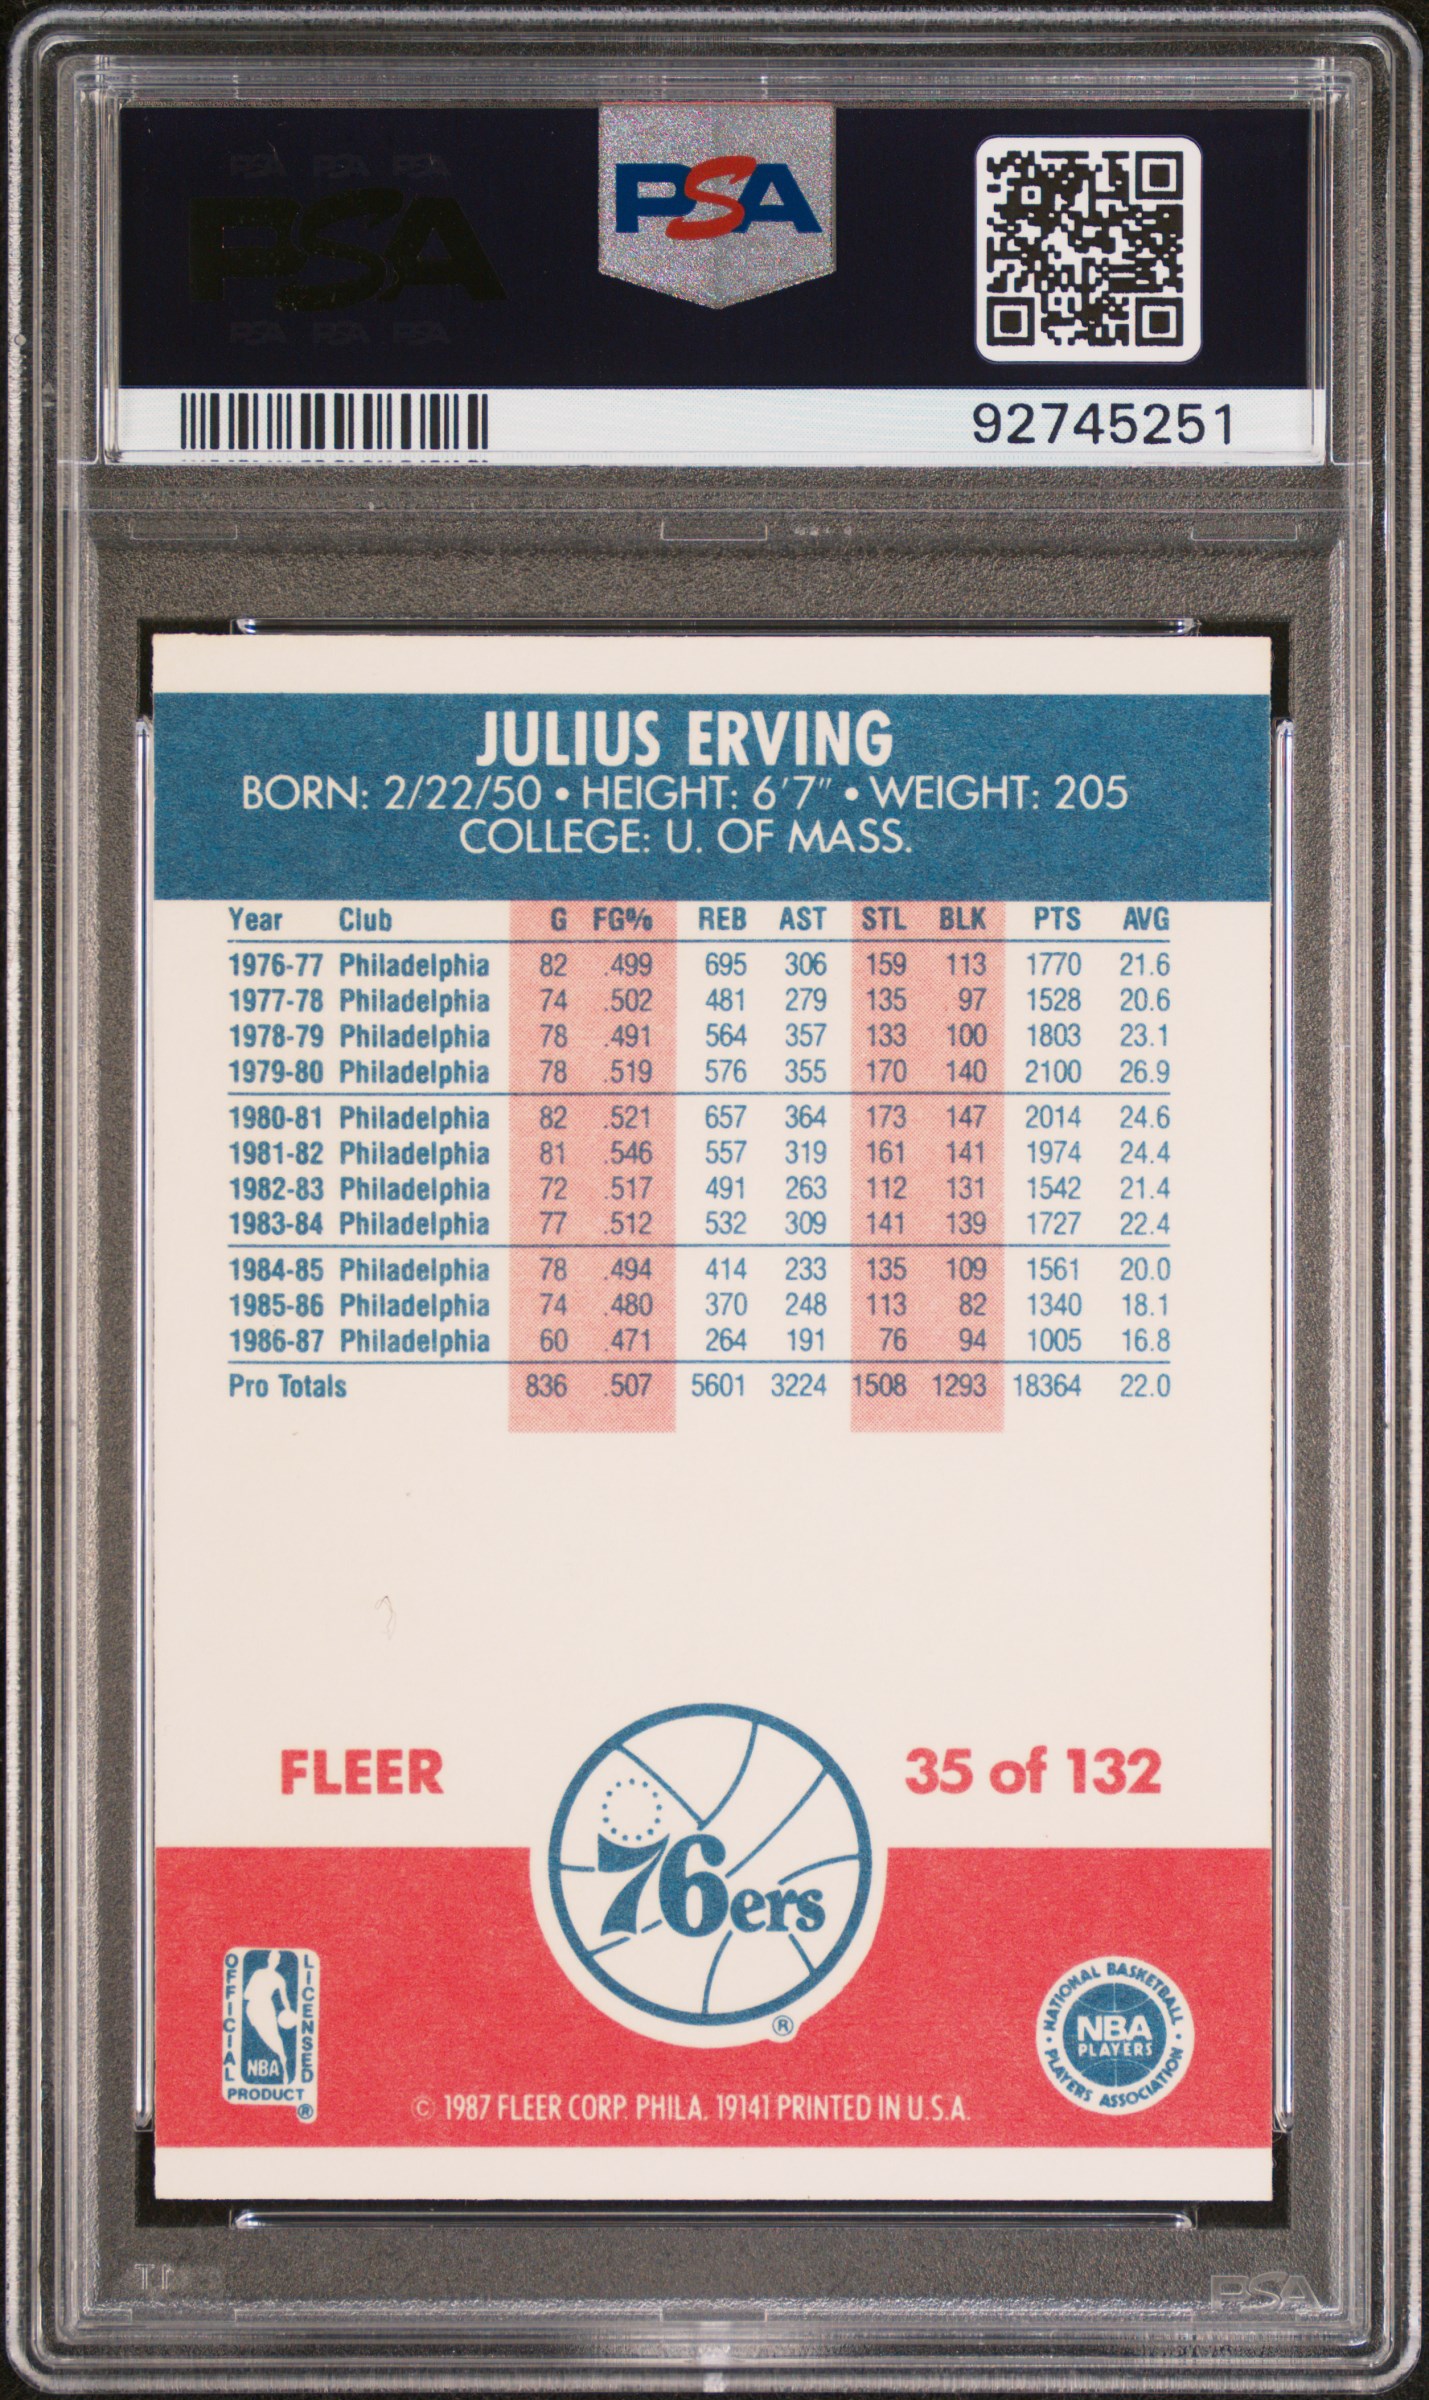 PSA PSA PSA
PSA
PSA PSA PSA
PSA
92745251
JULIUS ERVING
BORN: 2/22/50 • HEIGHT: 6'7" • WEIGHT: 205
COLLEGE: U. OF MASS.
Year Club G FG% REB AST STL BLK PTS AVG
1976-77 Philadelphia 82 .499 695 306 159 113 1770 21.6
1977-78 Philadelphia 74 .502 481 279 135 97 1528 20.6
1978-79 Philadelphia 78 .491 564 357 133 100 1803 23.1
1979-80 Philadelphia 78 .519 576 355 170 140 2100 26.9
1980-81 Philadelphia 82 .521 657 364 173 147 2014 24.6
1981-82 Philadelphia 81 .546 557 319 161 141 1974 24.4
1982-83 Philadelphia 72 .517 491 263 112 131 1542 21.4
1983-84 Philadelphia 77 .512 532 309 141 139 1727 22.4
1984-85 Philadelphia 78 .494 414 233 135 109 1561 20.0
1985-86 Philadelphia 74 .480 370 248 113 82 1340 18.1
1986-87 Philadelphia 60 .471 264 191 76 94 1005 16.8
Pro Totals 836 .507 5601 3224 1508 1293 18364 22.0
FLEER
35 of 132
76ers
®
OFFICIAL LICENSED
NBA
PRODUCT
®
NATIONAL BASKETBALL
NBA
PLAYERS
• PLAYERS ASSOCIATION •
© 1987 FLEER CORP. PHILA. 19141 PRINTED IN U.S.A.
PSA